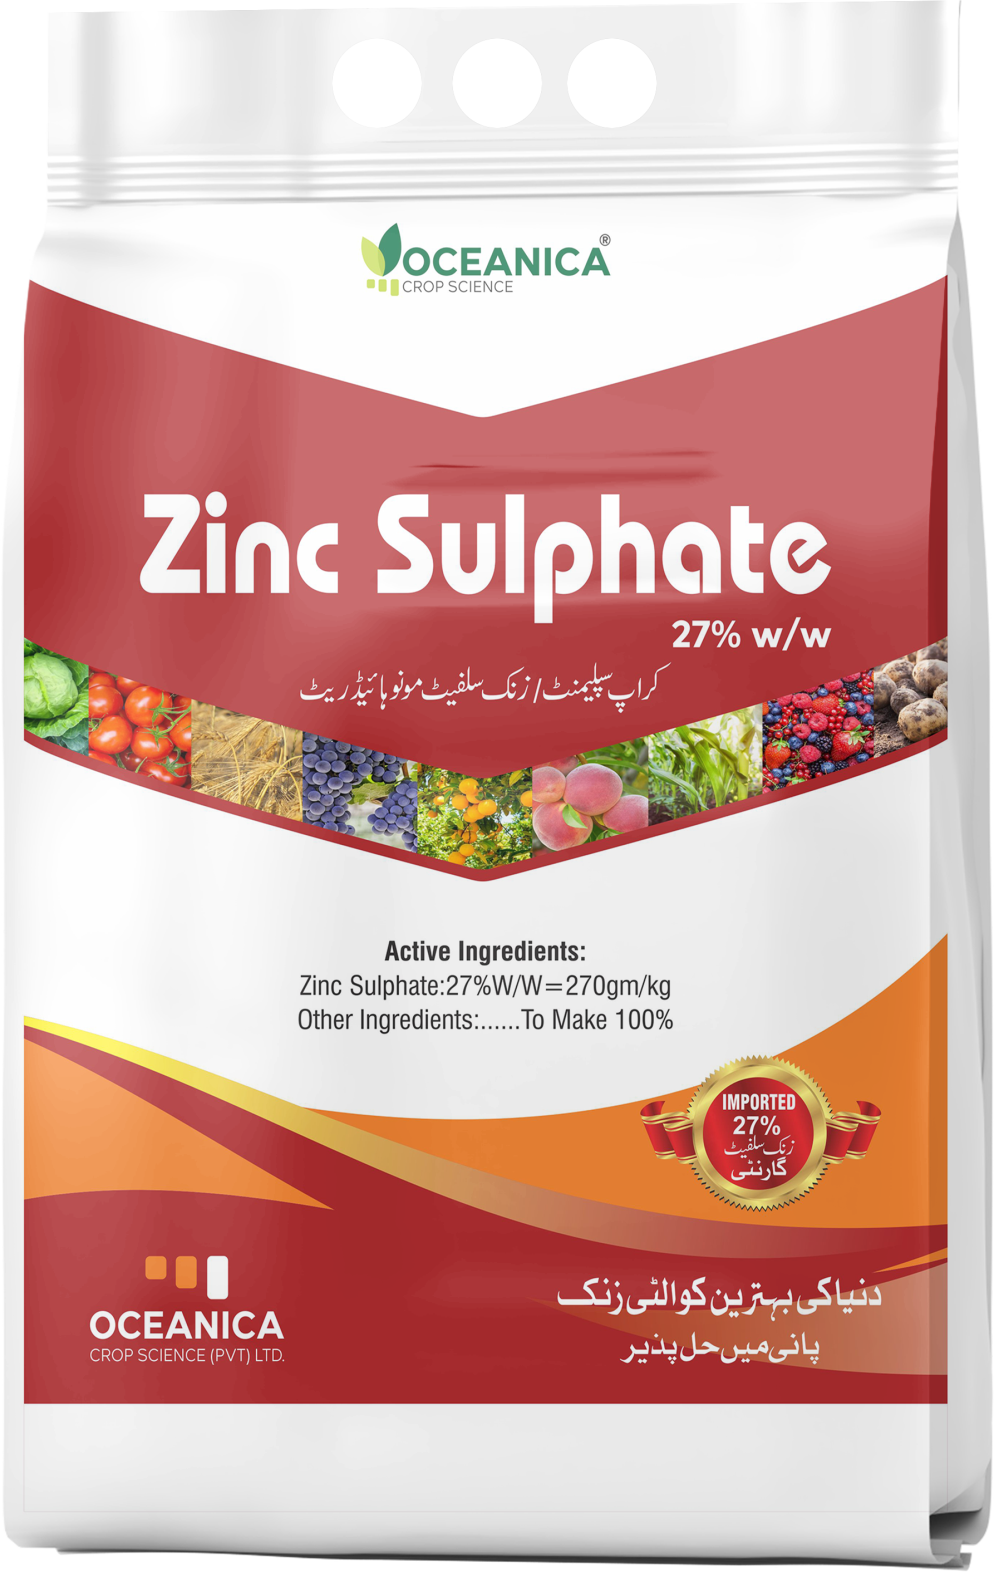 OCEANICA®
CROP SCIENCE
Zinc Sulphate
27% w/w
کراپ سپلیمنٹ/زنک سلفیٹ مونوہائیڈریٹ
Active Ingredients:
Zinc Sulphate:27%W/W=270gm/kg
Other Ingredients:......To Make 100%
IMPORTED
27%
زنک سلفیٹ
گارنٹی
OCEANICA
CROP SCIENCE (PVT) LTD.
دنیا کی بہترین کوالٹی زنک
پانی میں حل پذیر